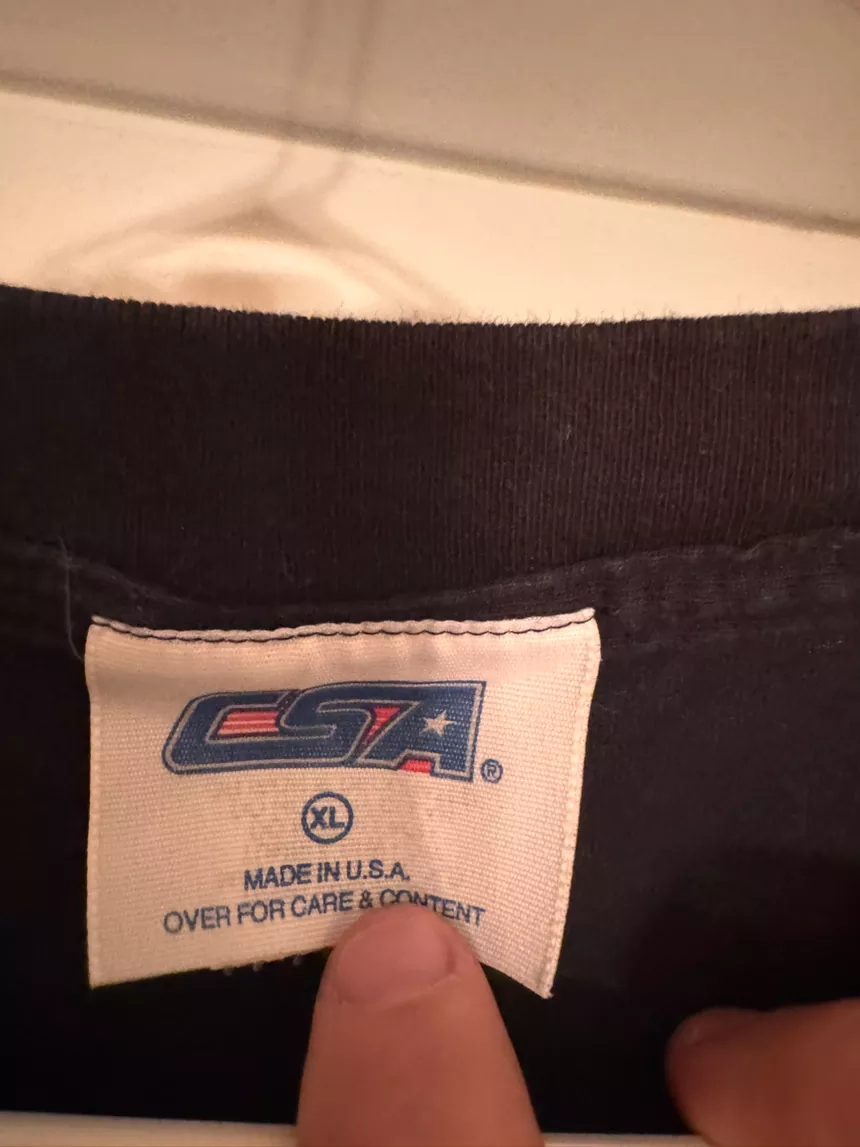 CSA®
XL
MADE IN U.S.A.
OVER FOR CARE & CONTENT